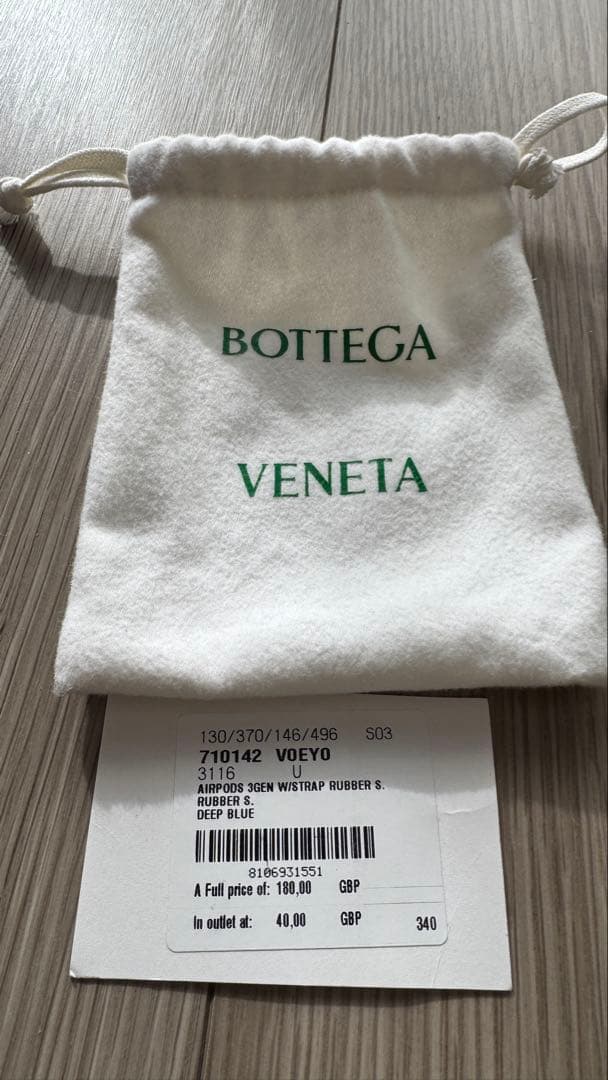 BOTTEGA
VENETA
130/370/146/496 S03
710142 V0EY0
3116 U
AIRPODS 3GEN W/STRAP RUBBER S.
RUBBER S.
DEEP BLUE
8106931551
A Full price of: 180,00 GBP
In outlet at: 40,00 GBP 340